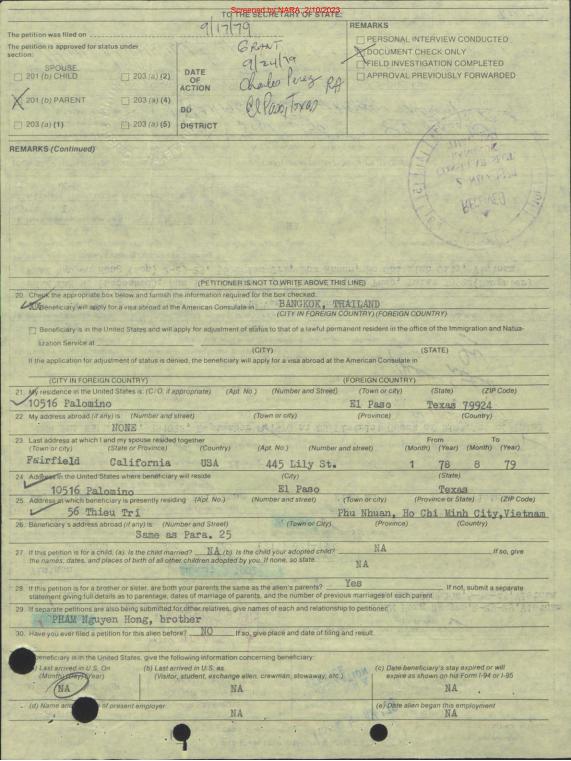 Screened by NARA, 2/10/2023
TO THE SECRETARY OF STATE:
The petition was filed on 9/17/79
The petition is approved for status under section:
SPOUSE
201 (b) CHILD
203 (a) (2)
X 201 (b) PARENT
203 (a) (4)
203 (a) (1)
203 (a) (5)
DATE OF ACTION
DD
DISTRICT
GRANT
9/24/79
Charles Perez
El Paso, Texas
REMARKS
PERSONAL INTERVIEW CONDUCTED
DOCUMENT CHECK ONLY
FIELD INVESTIGATION COMPLETED
APPROVAL PREVIOUSLY FORWARDED
REMARKS (Continued)
(PETITIONER IS NOT TO WRITE ABOVE THIS LINE)
20. Check the appropriate box below and furnish the information required for the box checked:
Beneficiary will apply for a visa abroad at the American Consulate in BANGKOK, THAILAND
(CITY IN FOREIGN COUNTRY) (FOREIGN COUNTRY)
Beneficiary is in the United States and will apply for adjustment of status to that of a lawful permanent resident in the office of the Immigration and Natu-
lization Service at
(CITY) (STATE)
If the application for adjustment of status is denied, the beneficiary will apply for a visa abroad at the American Consulate in
(CITY IN FOREIGN COUNTRY) (FOREIGN COUNTRY)
21. My residence in the United States is: (C/O, if appropriate) (Apt. No.) (Number and Street) (Town or city) (State) (ZIP Code)
10516 Palomino El Paso Texas 79924
22. My address abroad (if any) is (Number and street) (Town or city) (Province) (Country)
NONE
23. Last address at which I and my spouse resided together From To
(Town or city) (State or Province) (Country) (Apt. No.) (Number and street) (Month) (Year) (Month) (Year)
Fairfield California USA 445 Lily St. 1 78 8 79
24. Address in the United States where beneficiary will reside (City) (State)
10516 Palomino El Paso Texas
25. Address at which beneficiary is presently residing (Apt. No.) (Number and street) (Town or city) (Province or State) (Country)
56 Thieu Tri Phu Nhuan, Ho Chi Minh City, Vietnam
26. Beneficiary's address abroad (if any) is: (Number and Street) (Town or City) (Province) (Country)
Same as Para. 25
27. If this petition is for a child, (a). Is the child married? NA (b). Is the child your adopted child? NA If so, give
the names, dates, and places of birth of all other children adopted by you. If none, so state. NA
28. If this petition is for a brother or sister, are both your parents the same as the alien's parents? Yes If not, submit a separate
statement giving full details as to parentage, dates of marriage of parents, and the number of previous marriages of each parent.
29. If separate petitions are also being submitted for other relatives, give names of each and relationship to petitioner
PHAM Nguyen Hong, brother
30. Have you ever filed a petition for this alien before? NO If so, give place and date of filing and result.
beneficiary is in the United States, give the following information concerning beneficiary:
Last arrived in U.S. On (Month) (Day) (Year)
NA
(b) Last arrived in U.S. as (Visitor, student, exchange alien, crewman, stowaway, etc.)
NA
(c) Date beneficiary's stay expired or will expire as shown on his Form I-94 or I-95
NA
(d) Name and of present employer
NA
(e) Date alien began this employment
NA